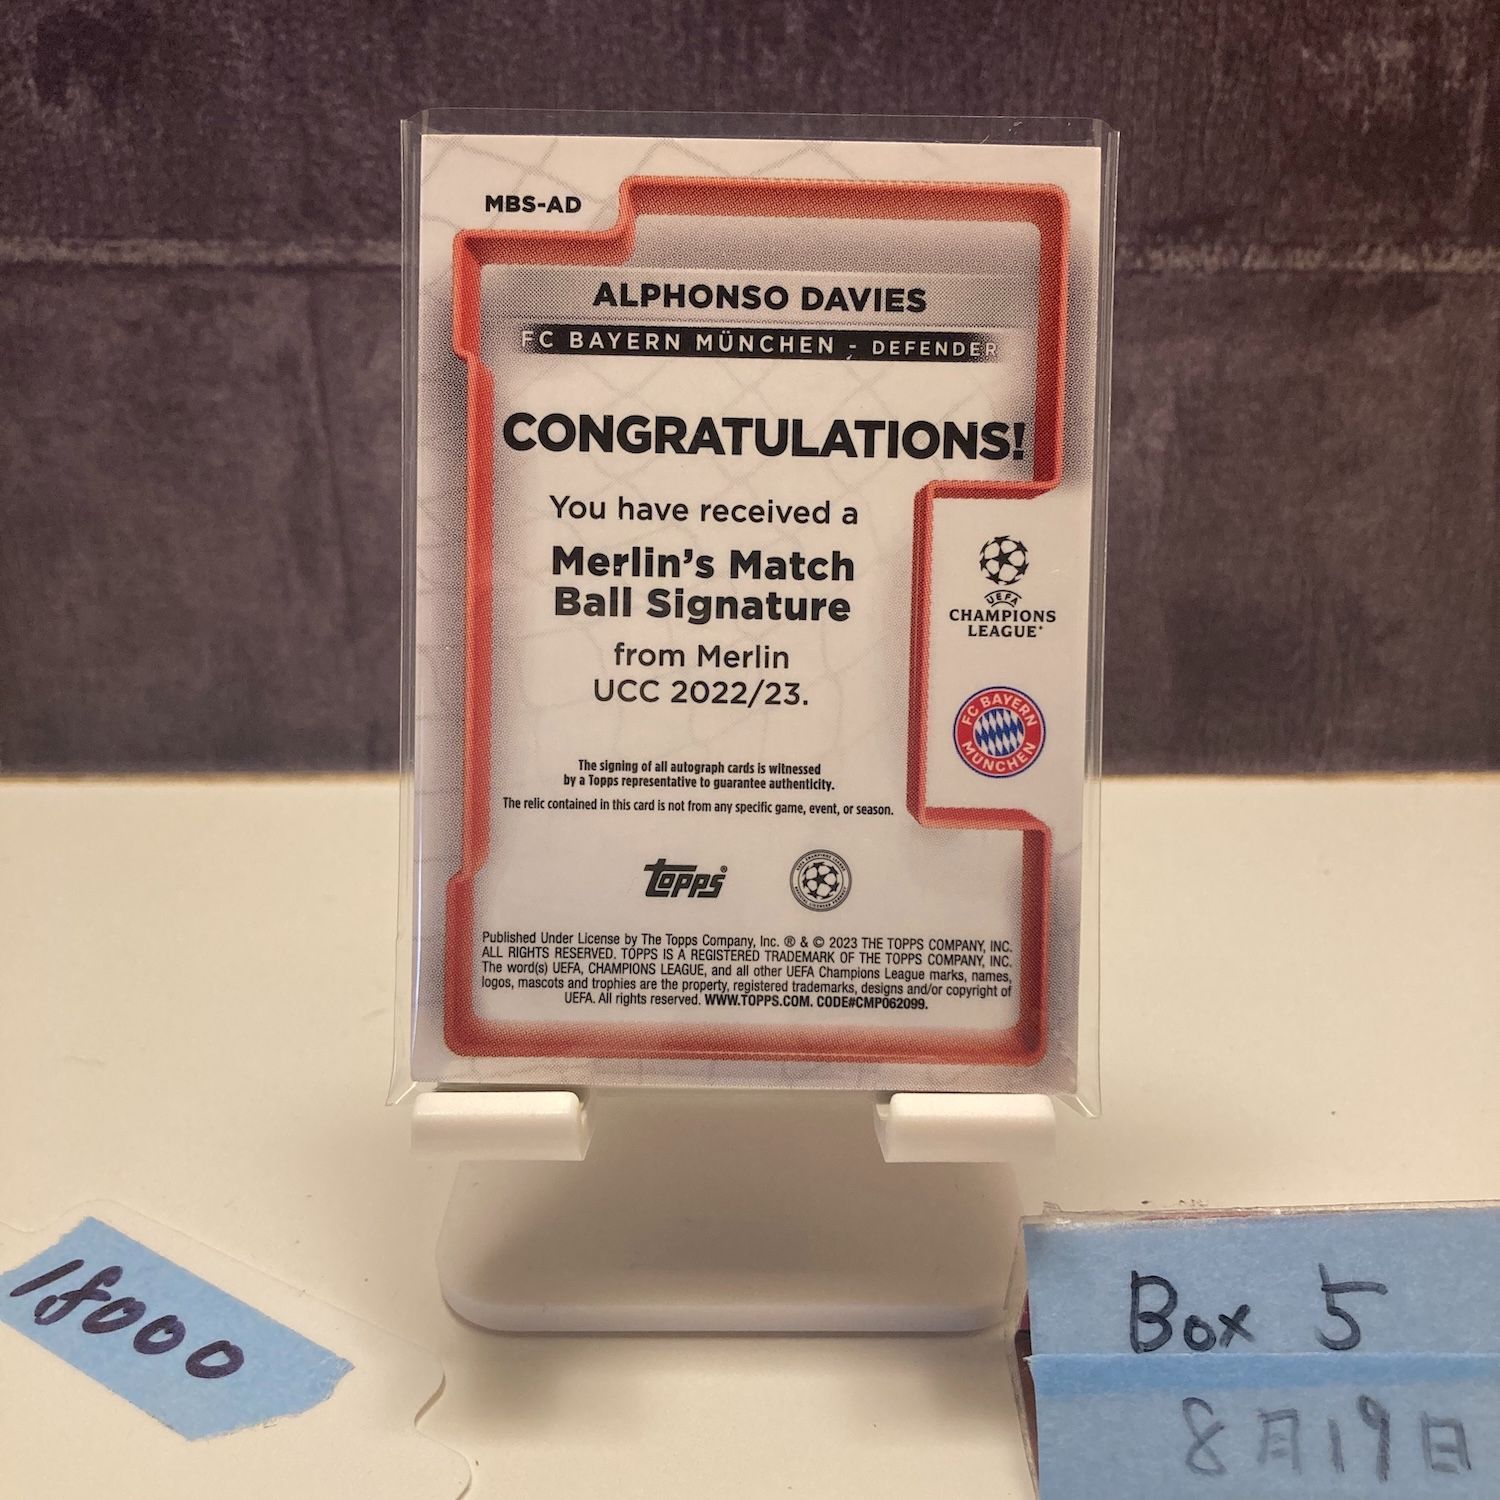 MBS-AD
ALPHONSO DAVIES
FC BAYERN MÜNCHEN - DEFENDER
CONGRATULATIONS!
You have received a
Merlin's Match
Ball Signature
from Merlin
UCC 2022/23.
UEFA
CHAMPIONS
LEAGUE®
FC BAYERN
MÜNCHEN
The signing of all autograph cards is witnessed
by a Topps representative to guarantee authenticity.
The relic contained in this card is not from any specific game, event, or season.
topps®
Published Under License by The Topps Company, Inc. ® & © 2023 THE TOPPS COMPANY, INC.
ALL RIGHTS RESERVED. TOPPS IS A REGISTERED TRADEMARK OF THE TOPPS COMPANY, INC.
The word(s) UEFA, CHAMPIONS LEAGUE, and all other UEFA Champions League marks, names,
logos, mascots and trophies are the property, registered trademarks, designs and/or copyright of
UEFA. All rights reserved. WWW.TOPPS.COM. CODE#CMP062099.
18000
Box 5
8月19日